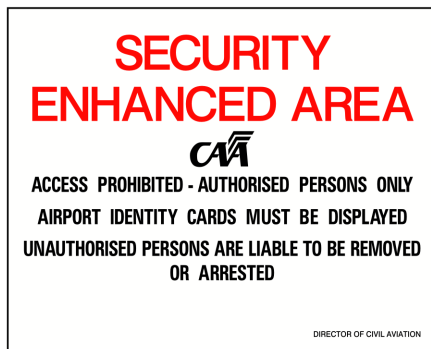 SECURITY
ENHANCED AREA
CAA
ACCESS PROHIBITED - AUTHORISED PERSONS ONLY
AIRPORT IDENTITY CARDS MUST BE DISPLAYED
UNAUTHORISED PERSONS ARE LIABLE TO BE REMOVED
OR ARRESTED
DIRECTOR OF CIVIL AVIATION